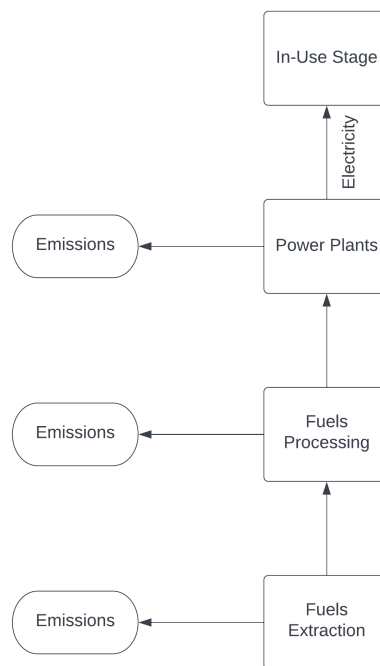 In-Use Stage
Electricity
Emissions
Power Plants
Emissions
Fuels
Processing
Emissions
Fuels
Extraction